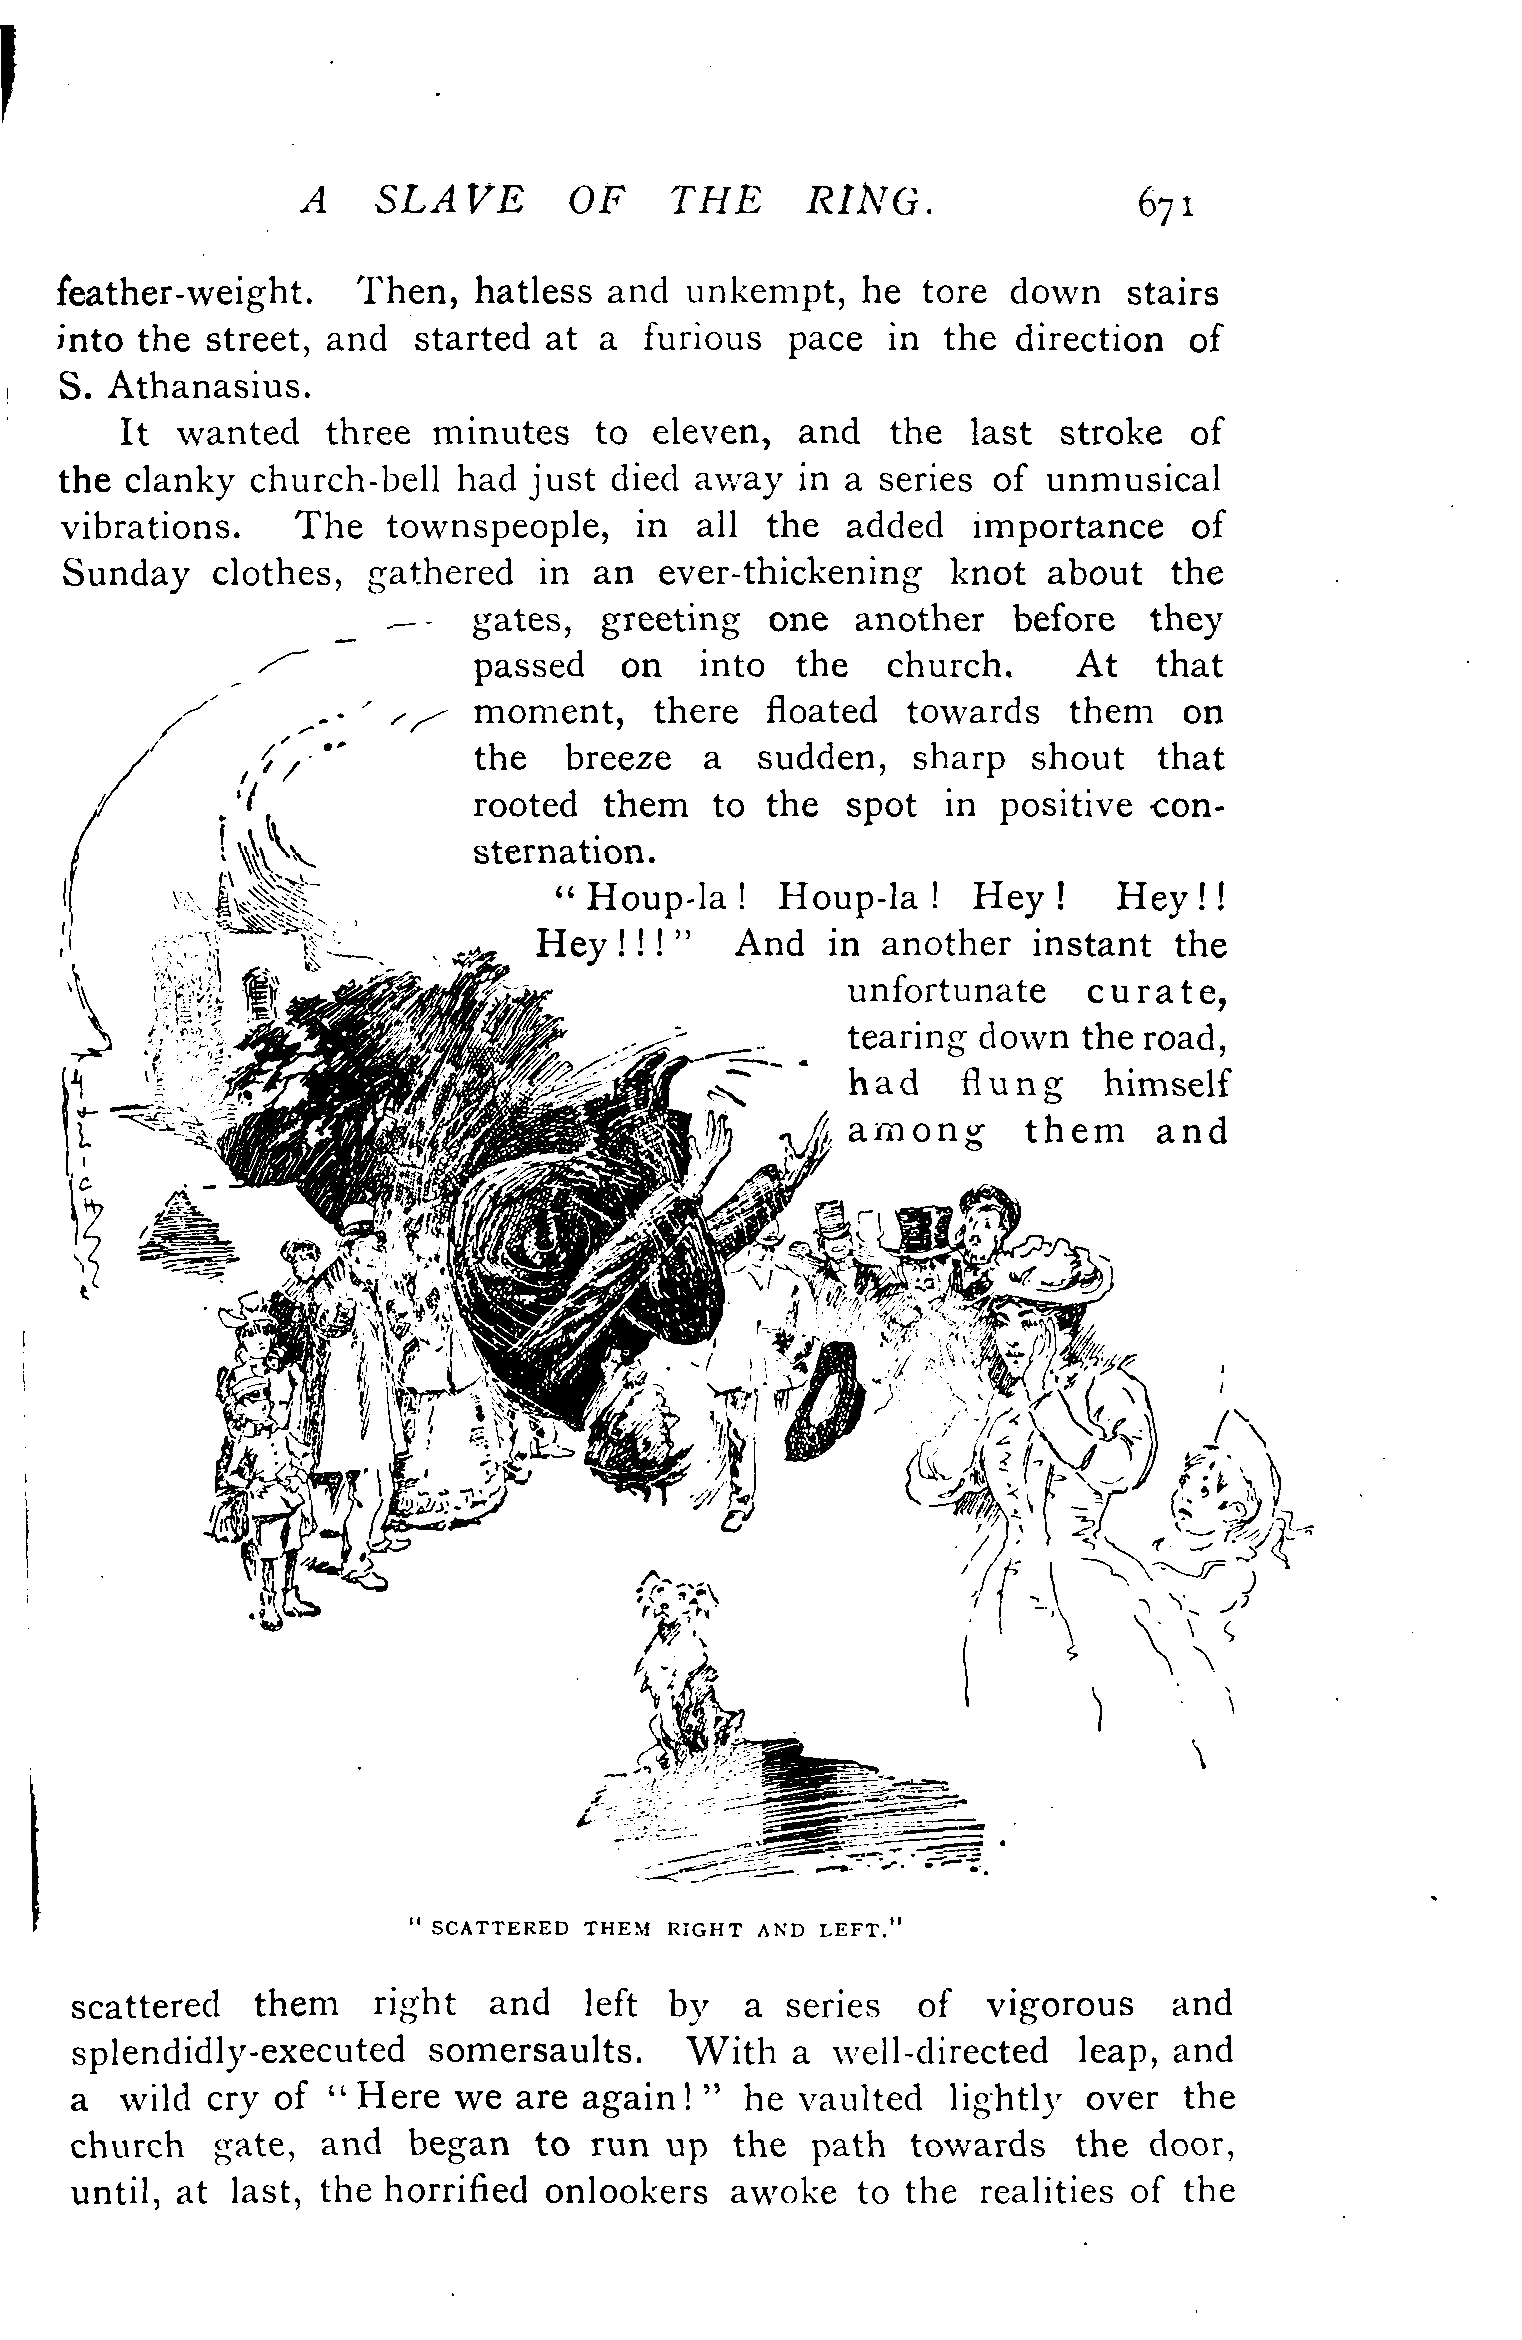 A SLAVE OF THE RING. 671
feather-weight. Then, hatless and unkempt, he tore down stairs
into the street, and started at a furious pace in the direction of
S. Athanasius.
It wanted three minutes to eleven, and the last stroke of
the clanky church-bell had just died away in a series of unmusical
vibrations. The townspeople, in all the added importance of
Sunday clothes, gathered in an ever-thickening knot about the
gates, greeting one another before they
passed on into the church. At that
moment, there floated towards them on
the breeze a sudden, sharp shout that
rooted them to the spot in positive con-
sternation.
"Houp-la! Houp-la! Hey! Hey!!
Hey!!!" And in another instant the
unfortunate curate,
tearing down the road,
had flung himself
among them and
"SCATTERED THEM RIGHT AND LEFT."
scattered them right and left by a series of vigorous and
splendidly-executed somersaults. With a well-directed leap, and
a wild cry of "Here we are again!" he vaulted lightly over the
church gate, and began to run up the path towards the door,
until, at last, the horrified onlookers awoke to the realities of the